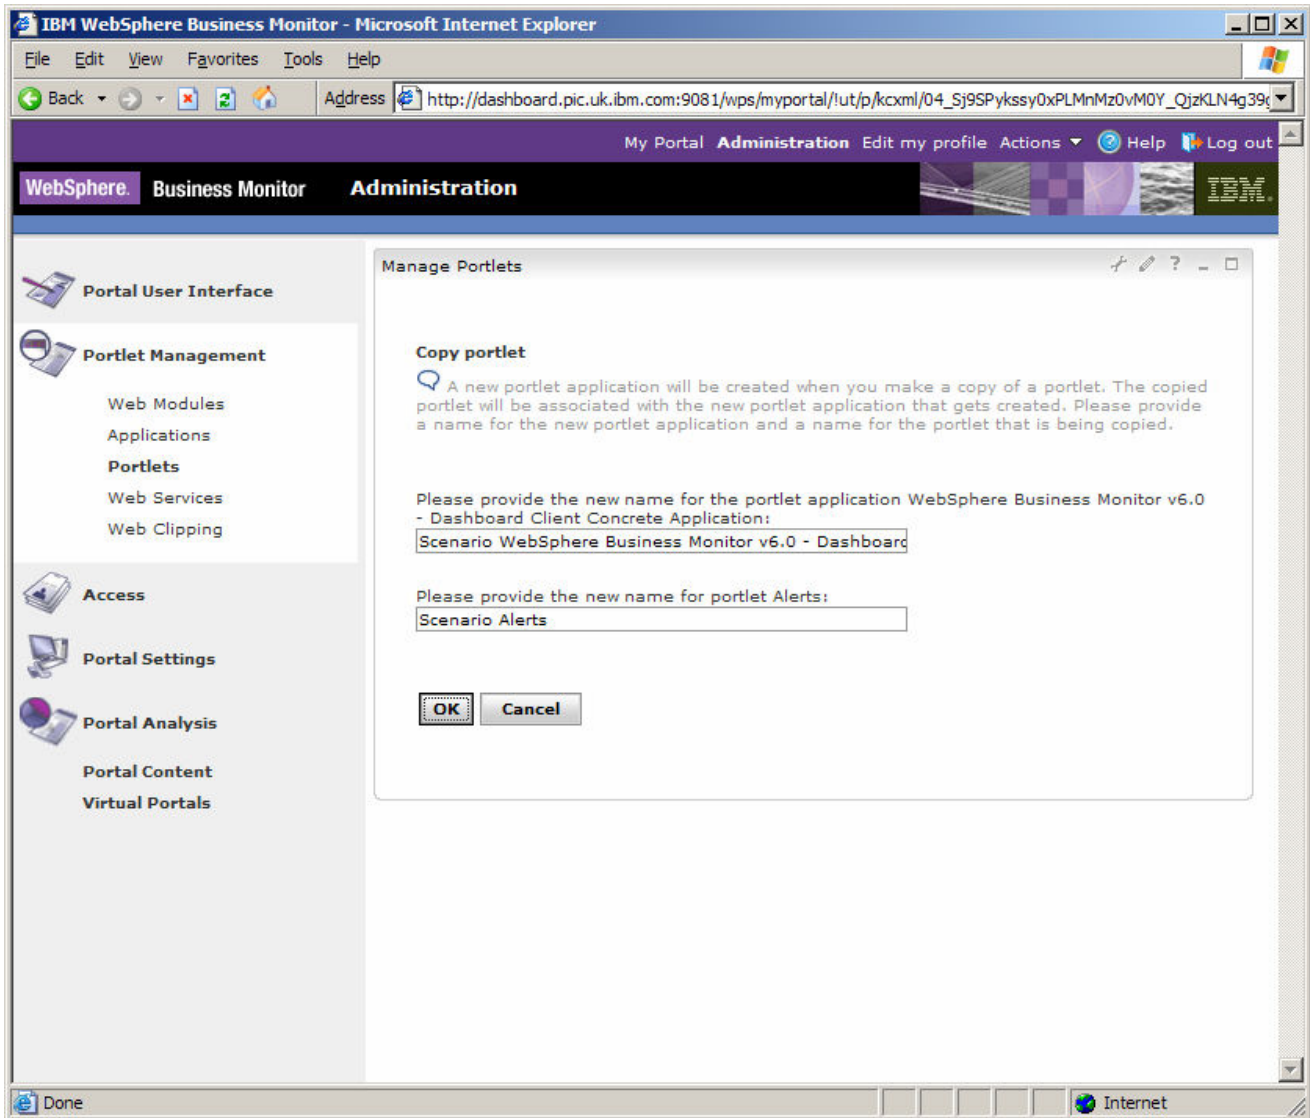 IBM WebSphere Business Monitor - Microsoft Internet Explorer
File Edit View Favorites Tools Help
Back Address http://dashboard.pic.uk.ibm.com:9081/wps/myportal/!ut/p/kcxml/04_Sj9SPykssy0xPLMnMz0vM0Y_QjzKLN4g39g
My Portal Administration Edit my profile Actions Help Log out
WebSphere. Business Monitor Administration IBM.
Manage Portlets
Portal User Interface
Portlet Management
Web Modules
Applications
Portlets
Web Services
Web Clipping
Access
Portal Settings
Portal Analysis
Portal Content
Virtual Portals
Copy portlet
A new portlet application will be created when you make a copy of a portlet. The copied
portlet will be associated with the new portlet application that gets created. Please provide
a name for the new portlet application and a name for the portlet that is being copied.
Please provide the new name for the portlet application WebSphere Business Monitor v6.0
- Dashboard Client Concrete Application:
Scenario WebSphere Business Monitor v6.0 - Dashboard
Please provide the new name for portlet Alerts:
Scenario Alerts
OK Cancel
Done Internet